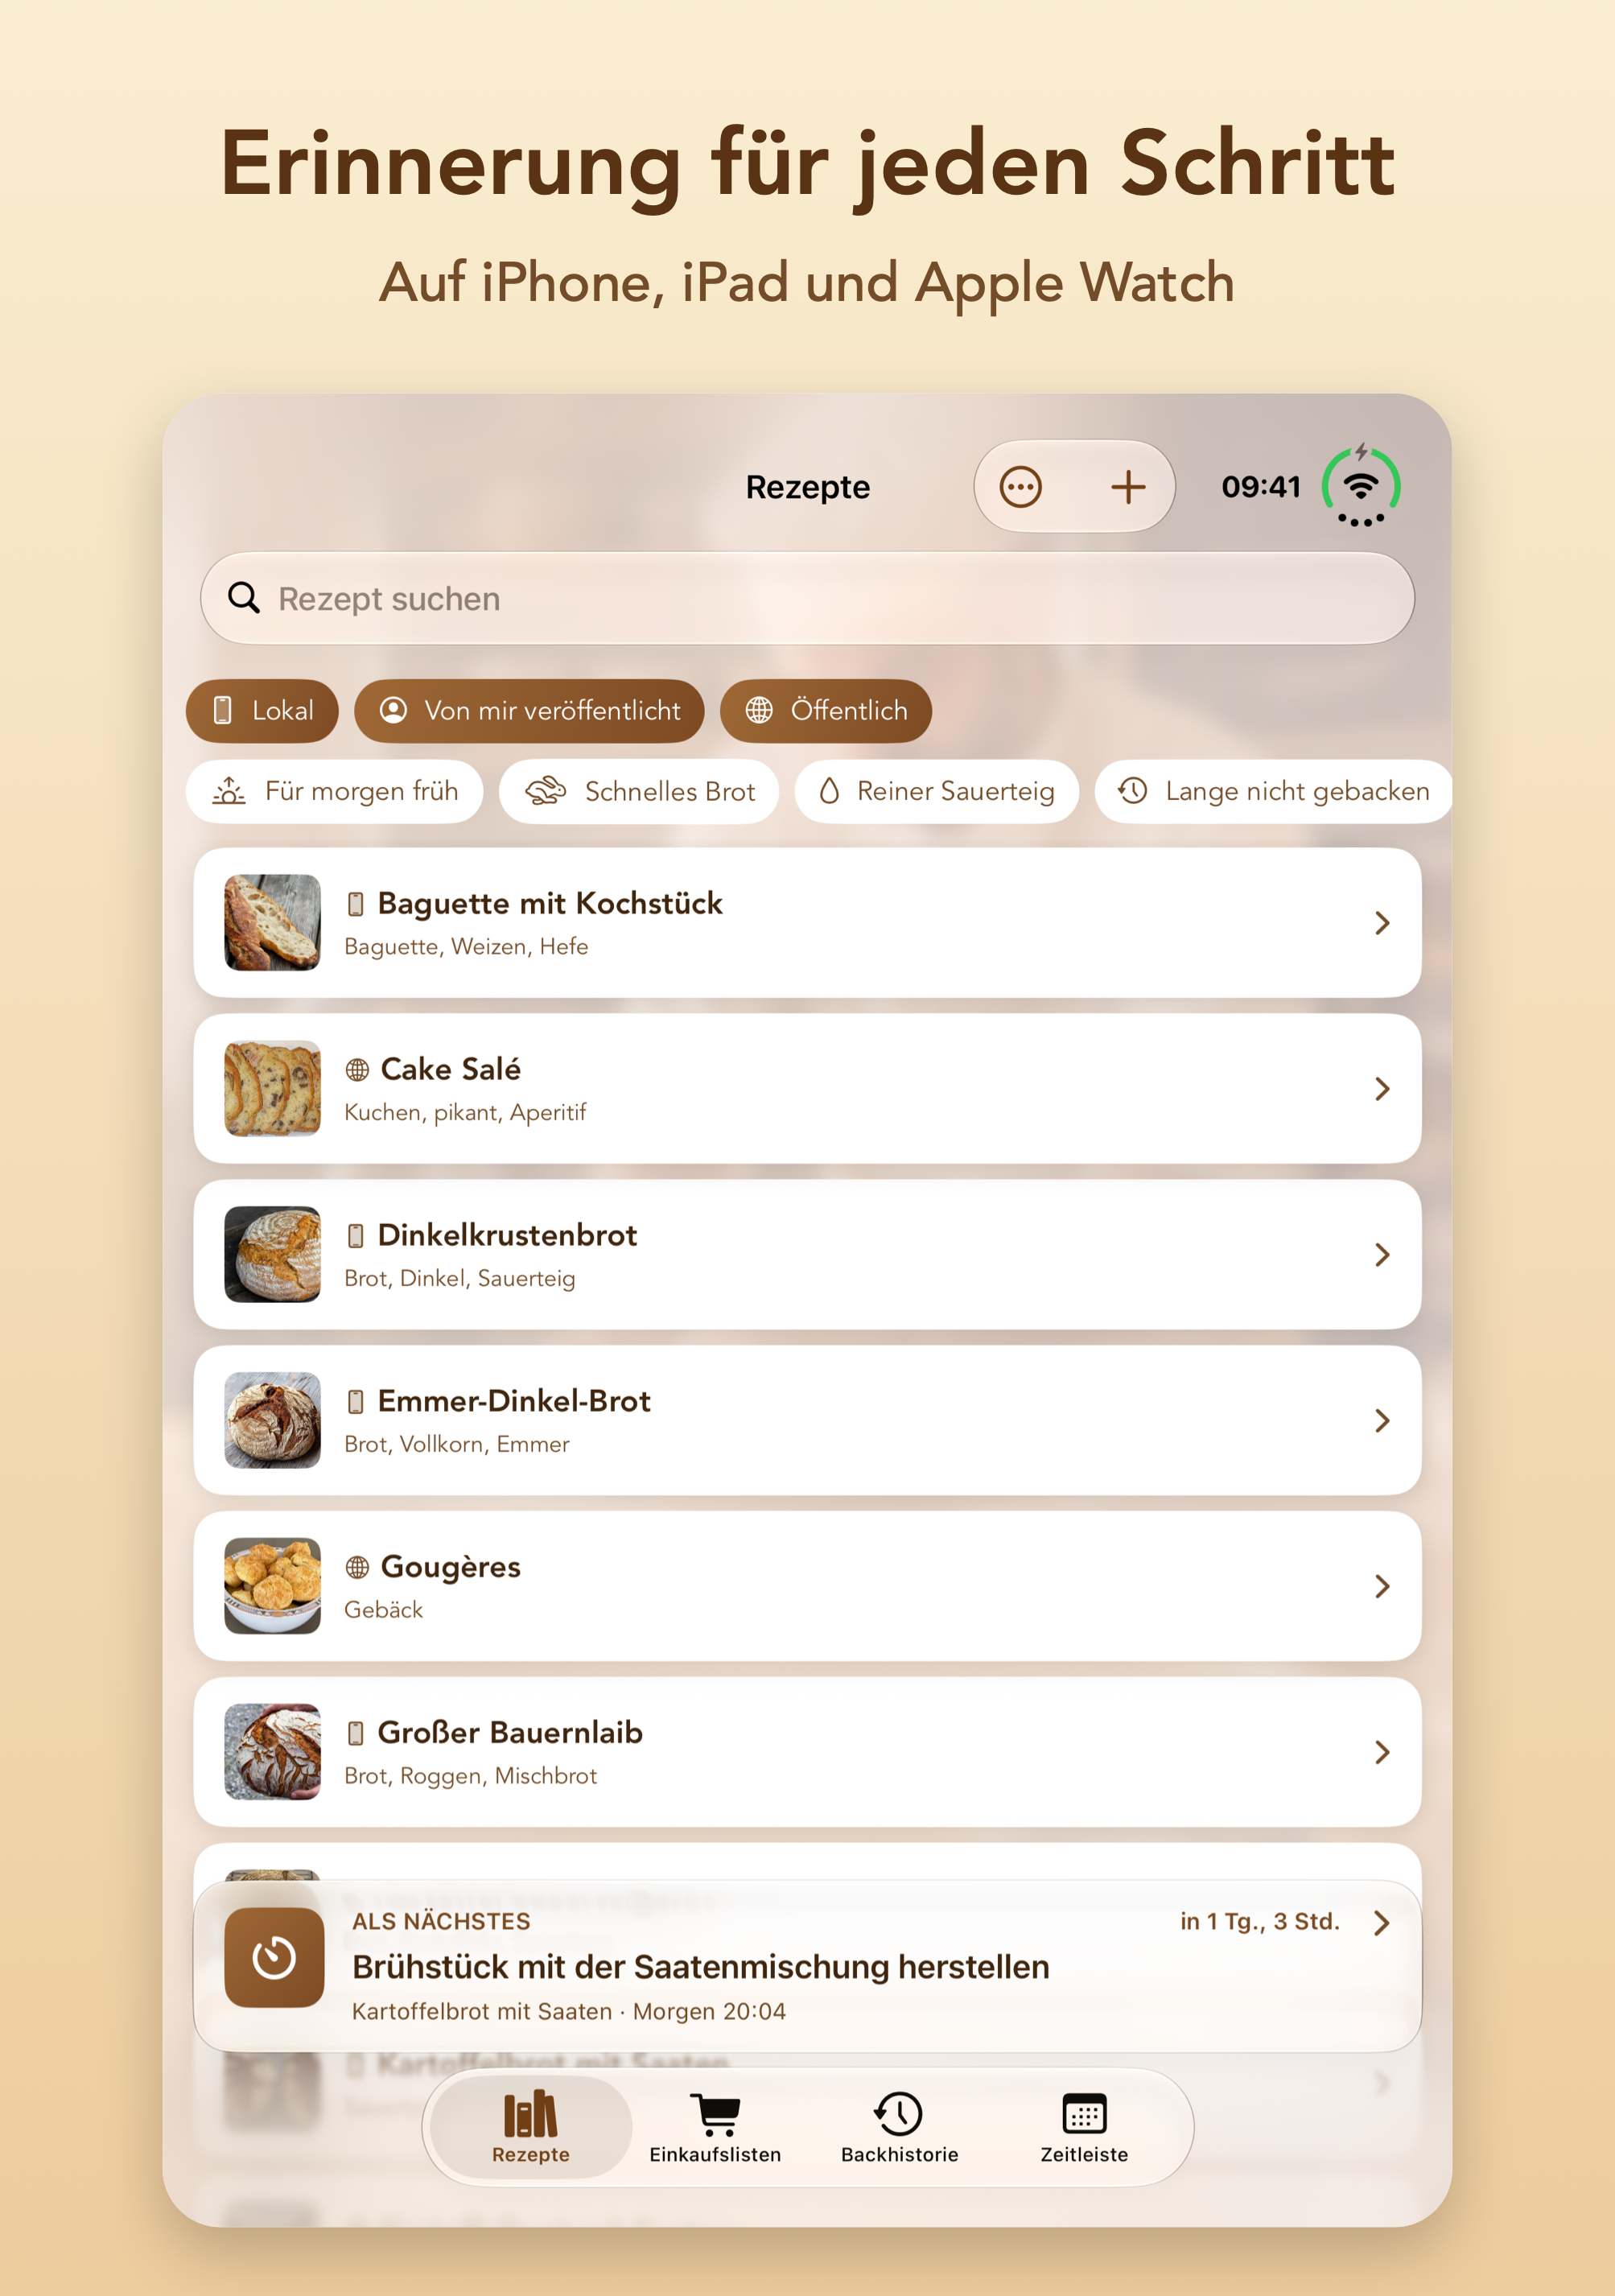 Erinnerung für jeden Schritt
Auf iPhone, iPad und Apple Watch
Rezepte
09:41
Rezept suchen
Lokal
Von mir veröffentlicht
Öffentlich
Für morgen früh
Schnelles Brot
Reiner Sauerteig
Lange nicht gebacken
Baguette mit Kochstück
Baguette, Weizen, Hefe
Cake Salé
Kuchen, pikant, Aperitif
Dinkelkrustenbrot
Brot, Dinkel, Sauerteig
Emmer-Dinkel-Brot
Brot, Vollkorn, Emmer
Gougères
Gebäck
Großer Bauernlaib
Brot, Roggen, Mischbrot
ALS NÄCHSTES
in 1 Tg., 3 Std.
Brühstück mit der Saatenmischung herstellen
Kartoffelbrot mit Saaten · Morgen 20:04
Kartoffelbrot mit Saaten
Rezepte
Einkaufslisten
Backhistorie
Zeitleiste